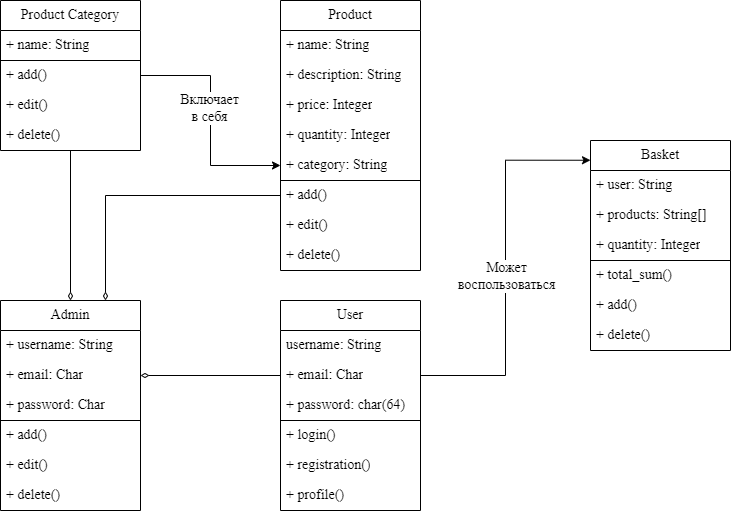 Product Category
+ name: String
+ add()
+ edit()
+ delete()
Включает
в себя
Product
+ name: String
+ description: String
+ price: Integer
+ quantity: Integer
+ category: String
+ add()
+ edit()
+ delete()
Basket
+ user: String
+ products: String[]
+ quantity: Integer
+ total_sum()
+ add()
+ delete()
Admin
+ username: String
+ email: Char
+ password: Char
+ add()
+ edit()
+ delete()
User
username: String
+ email: Char
+ password: char(64)
+ login()
+ registration()
+ profile()
Может
воспользоваться